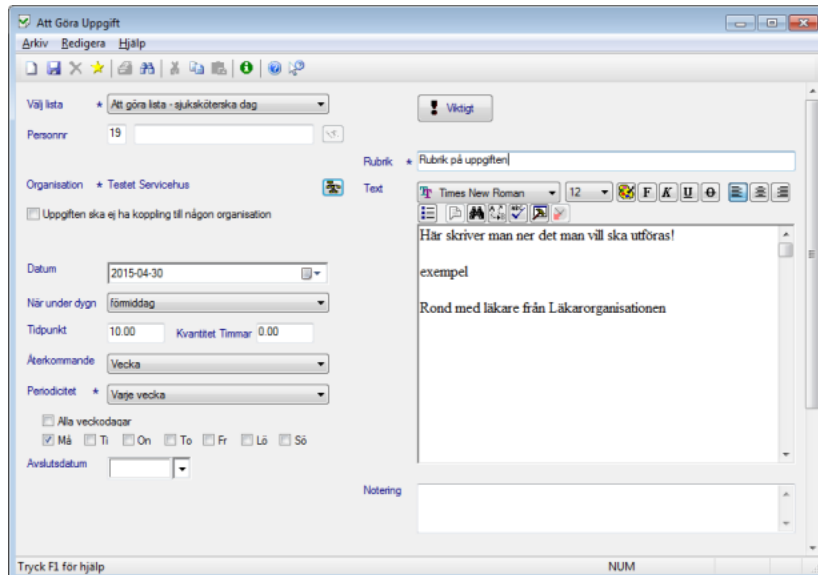 Att Göra Uppgift
Arkiv Redigera Hjälp
Välj lista * Att göra lista - sjuksköterska dag
Viktigt
Personnr 19
Rubrik * Rubrik på uppgiften
Organisation * Testet Servicehus
Text Times New Roman 12 F K U O
Uppgiften ska ej ha koppling till någon organisation
Här skriver man ner det man vill ska utföras!
exempel
Rond med läkare från Läkarorganisationen
Datum 2015-04-30
När under dygn förmiddag
Tidpunkt 10.00 Kvantitet Timmar 0.00
Återkommande Vecka
Periodicitet * Varje vecka
Alla veckodagar
Må Ti On To Fr Lö Sö
Avslutsdatum
Notering
Tryck F1 för hjälp NUM